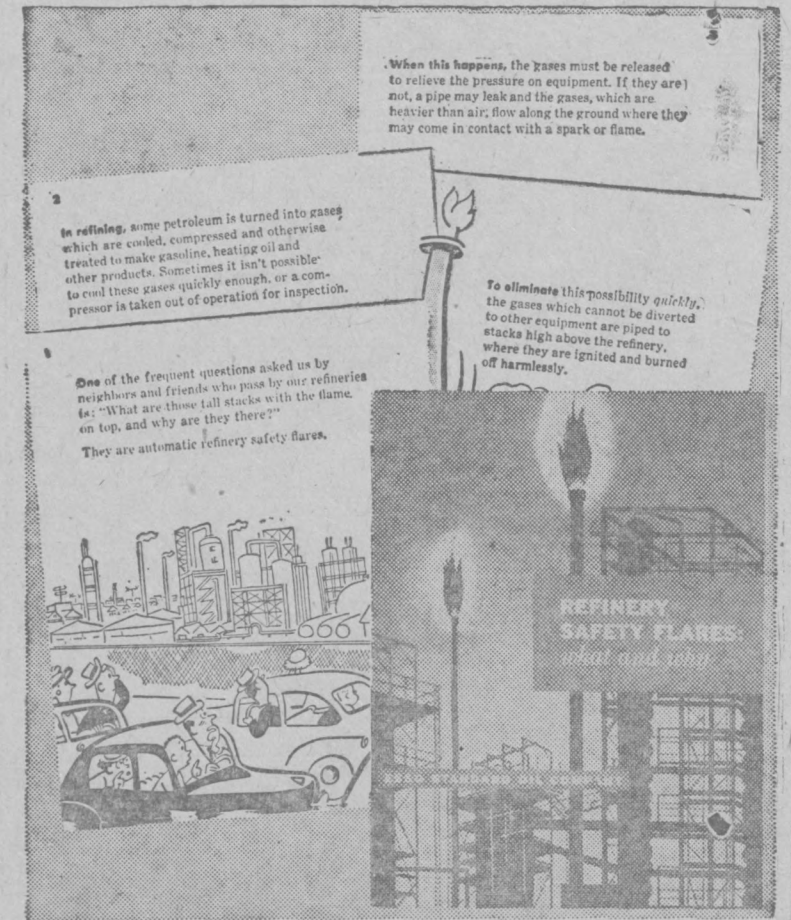 1
One of the frequent questions asked us by
neighbors and friends who pass by our refineries
is: "What are those tall stacks with the flame
on top, and why are they there?"
They are automatic refinery safety flares.
2
In refining, some petroleum is turned into gases
which are cooled, compressed and otherwise
treated to make gasoline, heating oil and
other products. Sometimes it isn't possible
to cool these gases quickly enough, or a com-
pressor is taken out of operation for inspection.
When this happens, the gases must be released
to relieve the pressure on equipment. If they are
not, a pipe may leak and the gases, which are
heavier than air, flow along the ground where they
may come in contact with a spark or flame.
To eliminate this possibility quickly,
the gases which cannot be diverted
to other equipment are piped to
stacks high above the refinery,
where they are ignited and burned
off harmlessly.
REFINERY
SAFETY FLARES:
what and why
ESSO STANDARD OIL COMPANY